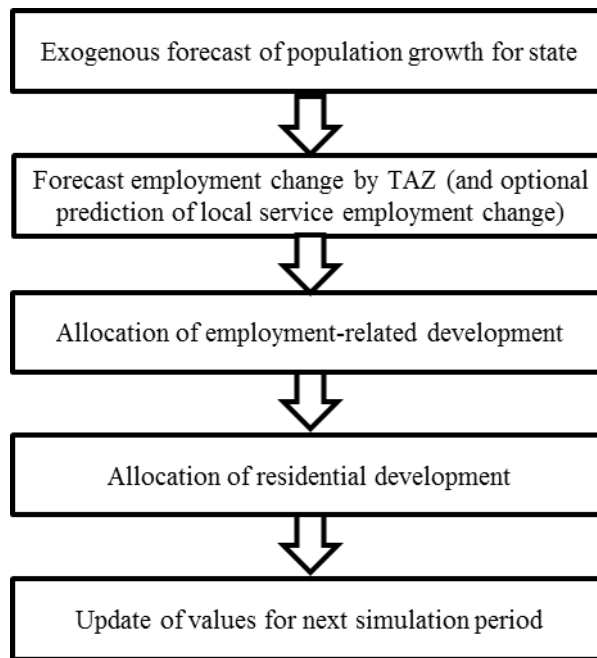 Exogenous forecast of population growth for state
Forecast employment change by TAZ (and optional
prediction of local service employment change)
Allocation of employment-related development
Allocation of residential development
Update of values for next simulation period